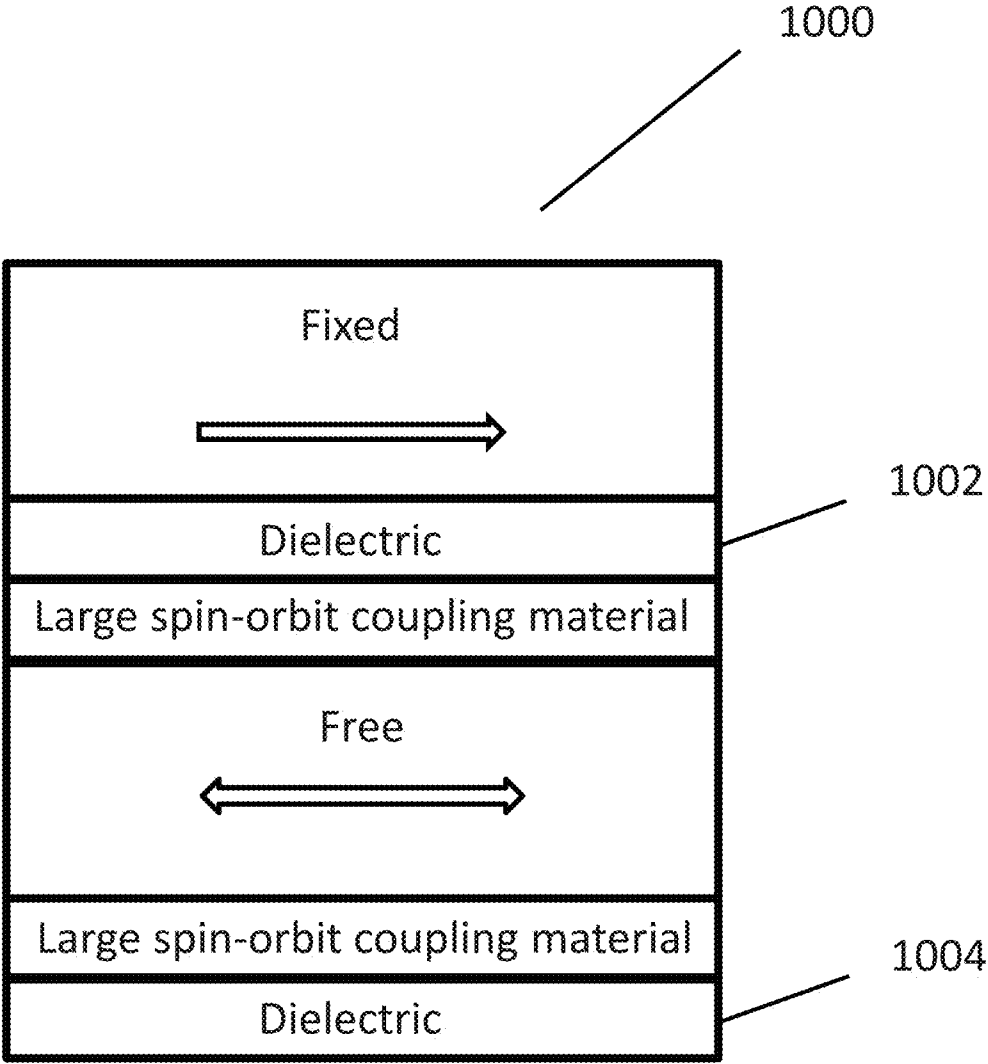 1000
Fixed
1002
Dielectric
Large spin-orbit coupling material
Free
Large spin-orbit coupling material
1004
Dielectric